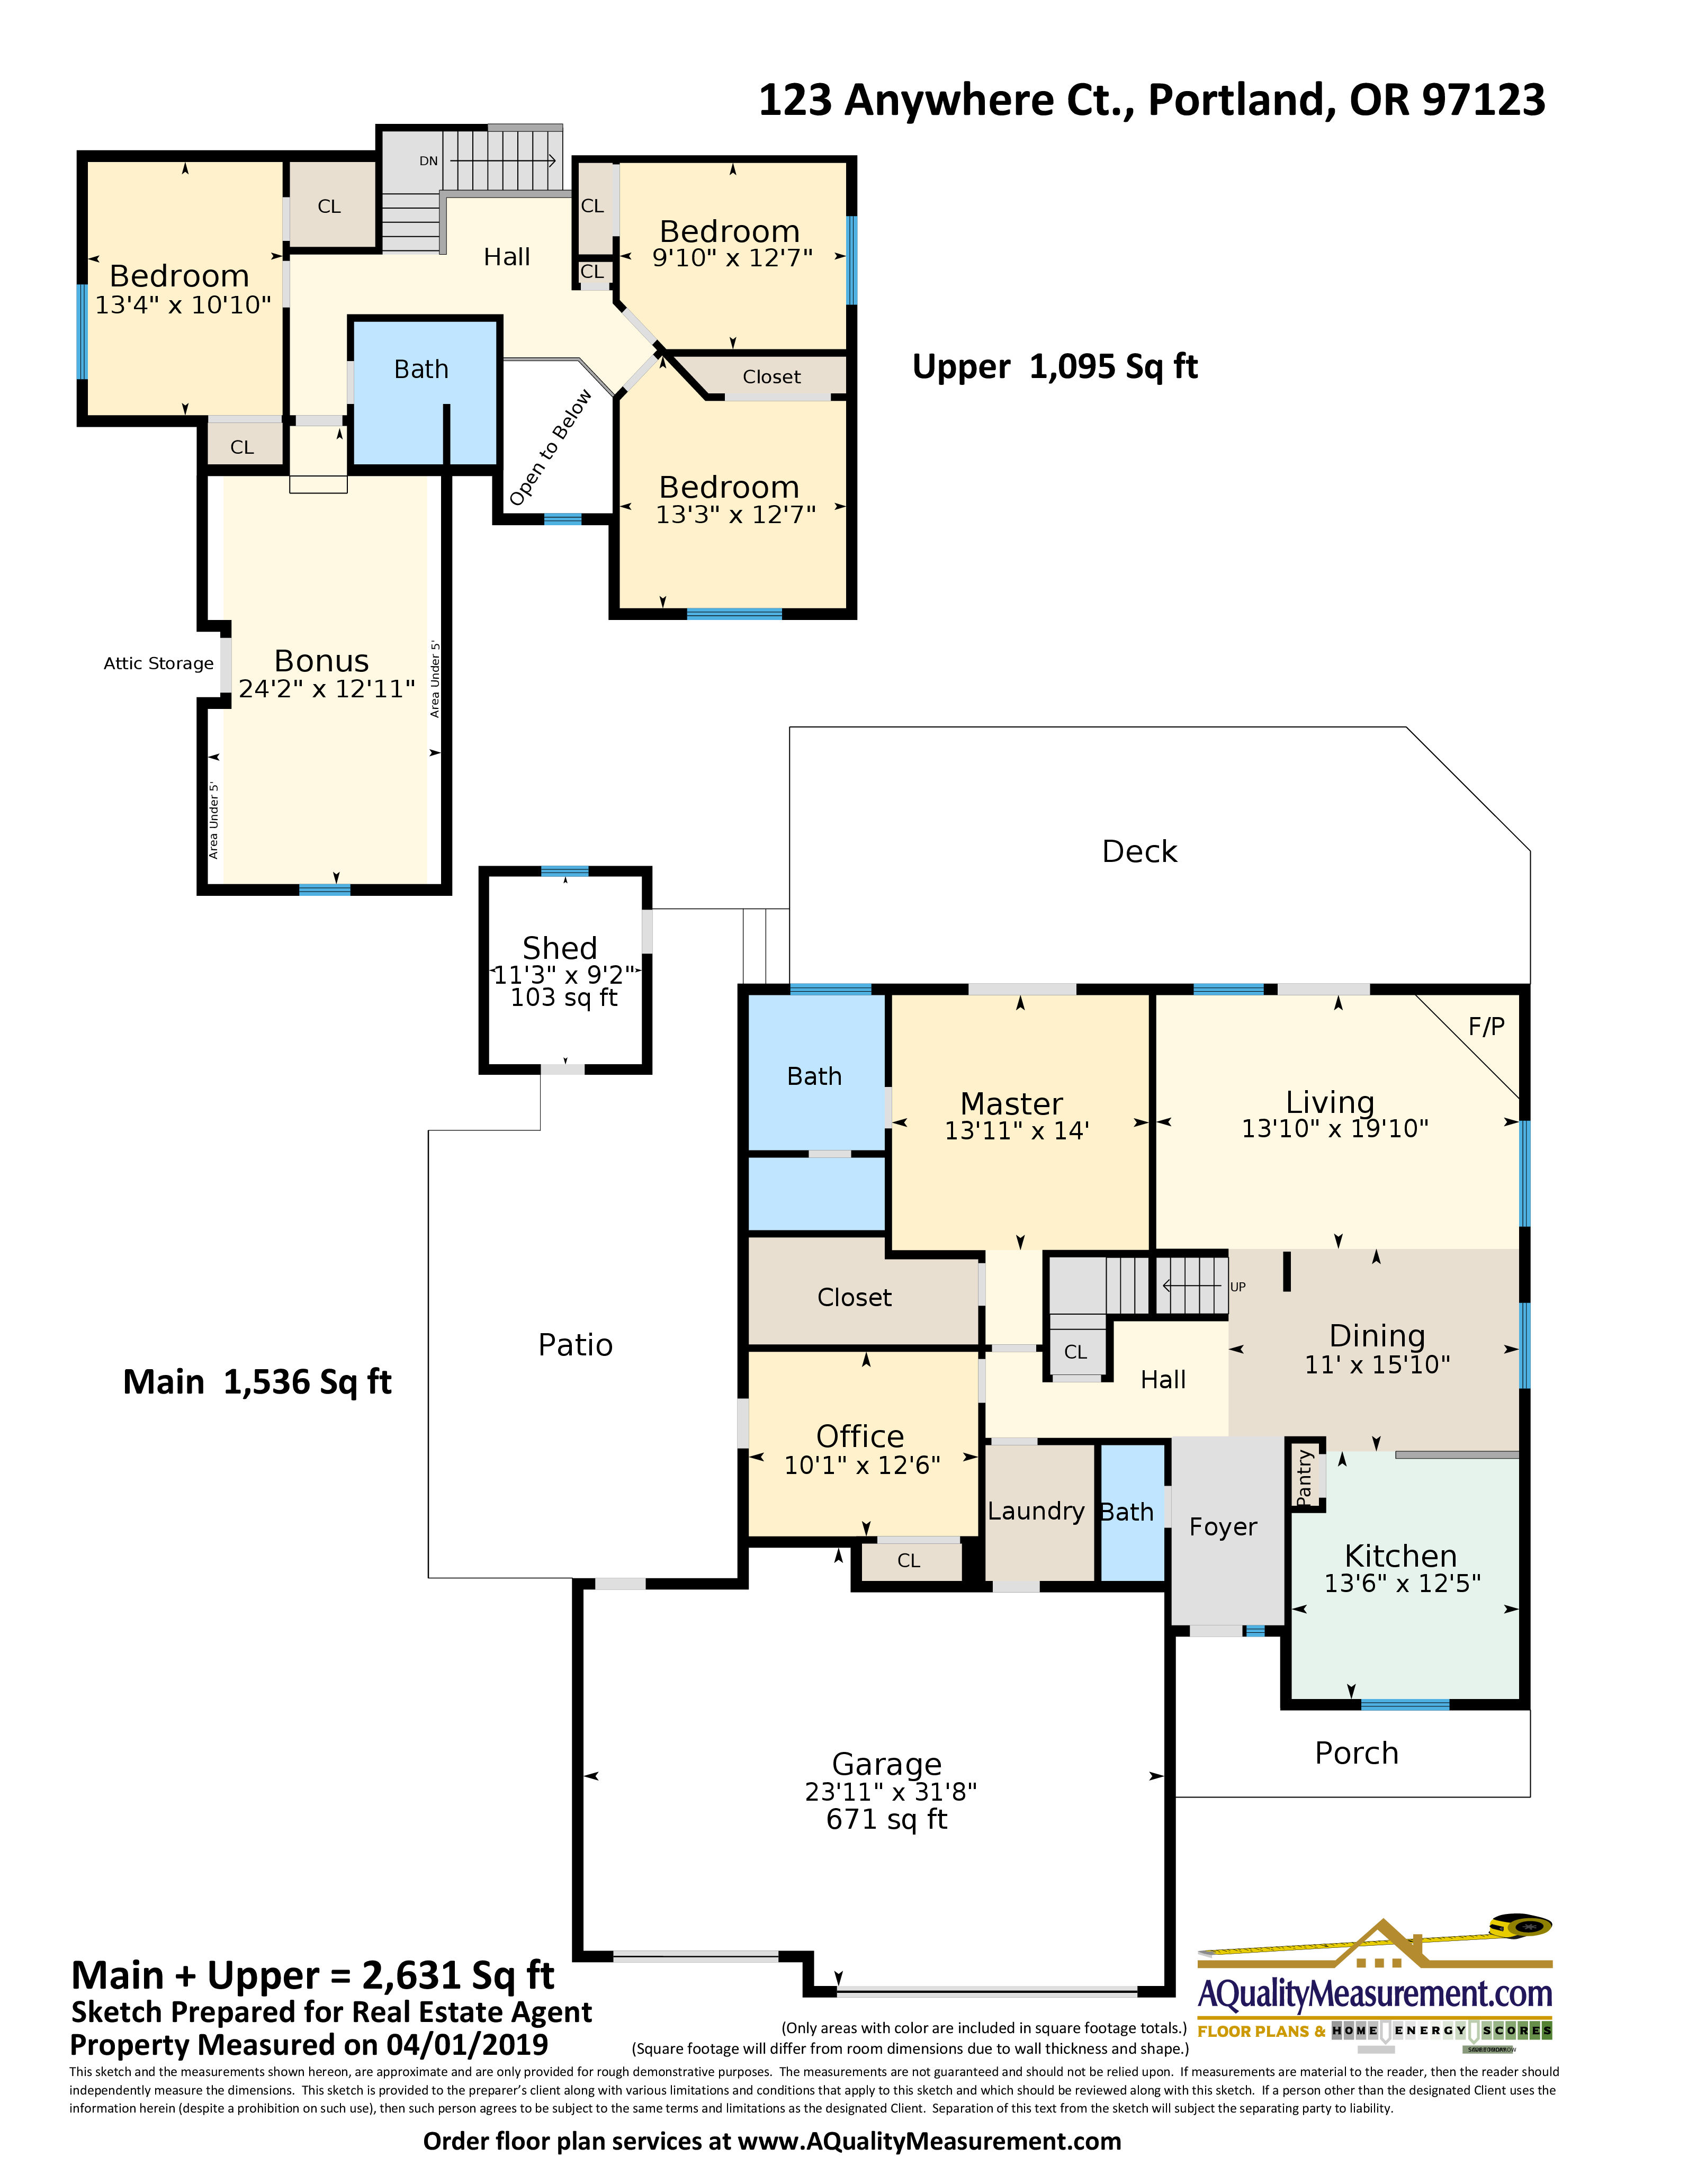 123 Anywhere Ct., Portland, OR 97123
DN
CL
CL
Bedroom
9'10" x 12'7"
Hall
CL
Bedroom
13'4" x 10'10"
Bath
Closet
Upper  1,095 Sq ft
CL
Open to Below
Bedroom
13'3" x 12'7"
Attic Storage
Bonus
24'2" x 12'11"
Area Under 5'
Area Under 5'
Deck
Shed
11'3" x 9'2"
103 sq ft
F/P
Bath
Master
13'11" x 14'
Living
13'10" x 19'10"
UP
Closet
Patio
CL
Dining
11' x 15'10"
Main  1,536 Sq ft
Hall
Office
10'1" x 12'6"
Pantry
Laundry
Bath
Foyer
CL
Kitchen
13'6" x 12'5"
Porch
Garage
23'11" x 31'8"
671 sq ft
Main + Upper = 2,631 Sq ft
Sketch Prepared for Real Estate Agent
Property Measured on 04/01/2019
AQualityMeasurement.com
FLOOR PLANS & HOME ENERGY SCORES
(Only areas with color are included in square footage totals.)
(Square footage will differ from room dimensions due to wall thickness and shape.)
This sketch and the measurements shown hereon, are approximate and are only provided for rough demonstrative purposes.  The measurements are not guaranteed and should not be relied upon.  If measurements are material to the reader, then the reader should
independently measure the dimensions.  This sketch is provided to the preparer's client along with various limitations and conditions that apply to this sketch and which should be reviewed along with this sketch.  If a person other than the designated Client uses the
information herein (despite a prohibition on such use), then such person agrees to be subject to the same terms and limitations as the designated Client.  Separation of this text from the sketch will subject the separating party to liability.
Order floor plan services at www.AQualityMeasurement.com